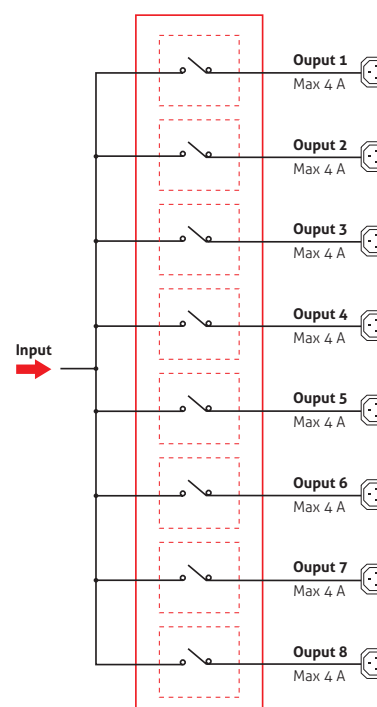 Ouput 1
Max 4 A
Ouput 2
Max 4 A
Ouput 3
Max 4 A
Ouput 4
Max 4 A
Input
Ouput 5
Max 4 A
Ouput 6
Max 4 A
Ouput 7
Max 4 A
Ouput 8
Max 4 A